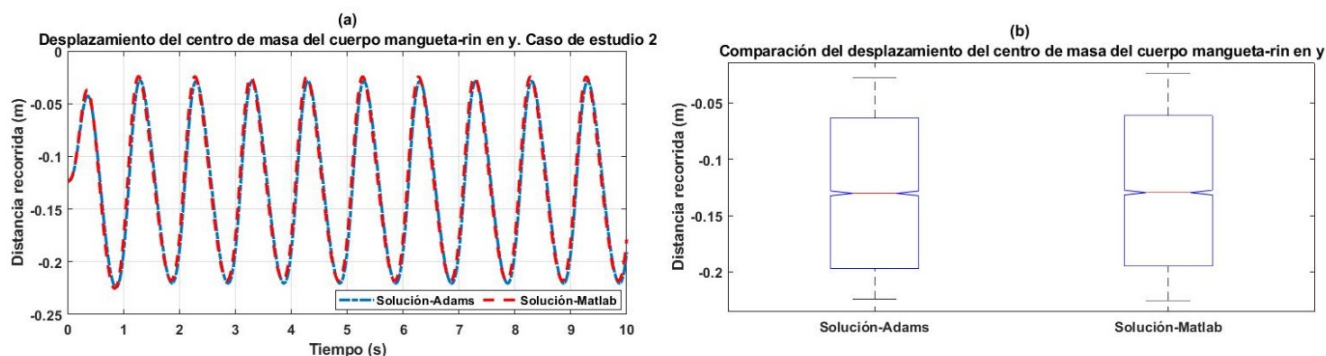 (a)
Desplazamiento del centro de masa del cuerpo mangueta-rin en y. Caso de estudio 2
Distancia recorrida (m)
0
-0.05
-0.1
-0.15
-0.2
-0.25
Solución-Adams
Solución-Matlab
0 1 2 3 4 5 6 7 8 9 10
Tiempo (s)
(b)
Comparación del desplazamiento del centro de masa del cuerpo mangueta-rin en y
Distancia recorrida (m)
-0.05
-0.1
-0.15
-0.2
Solución-Adams
Solución-Matlab